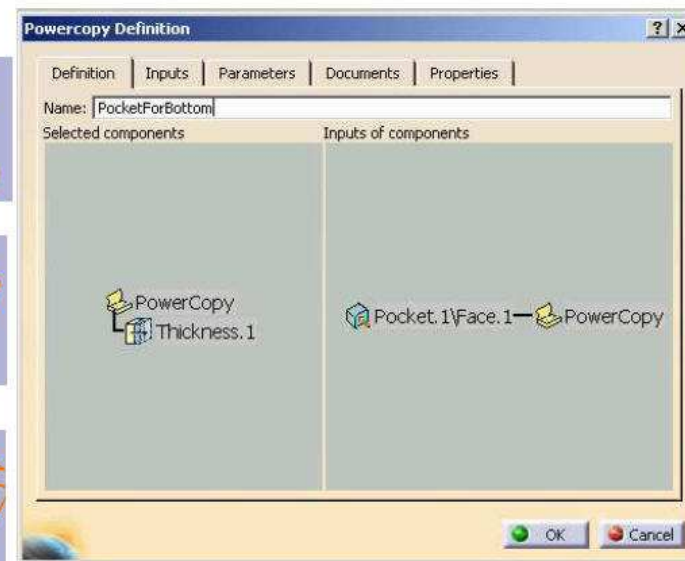 Powercopy Definition
Definition Inputs Parameters Documents Properties
Name: PocketForBottom
Selected components Inputs of components
PowerCopy
Thickness.1
Pocket.1\Face.1 PowerCopy
OK Cancel